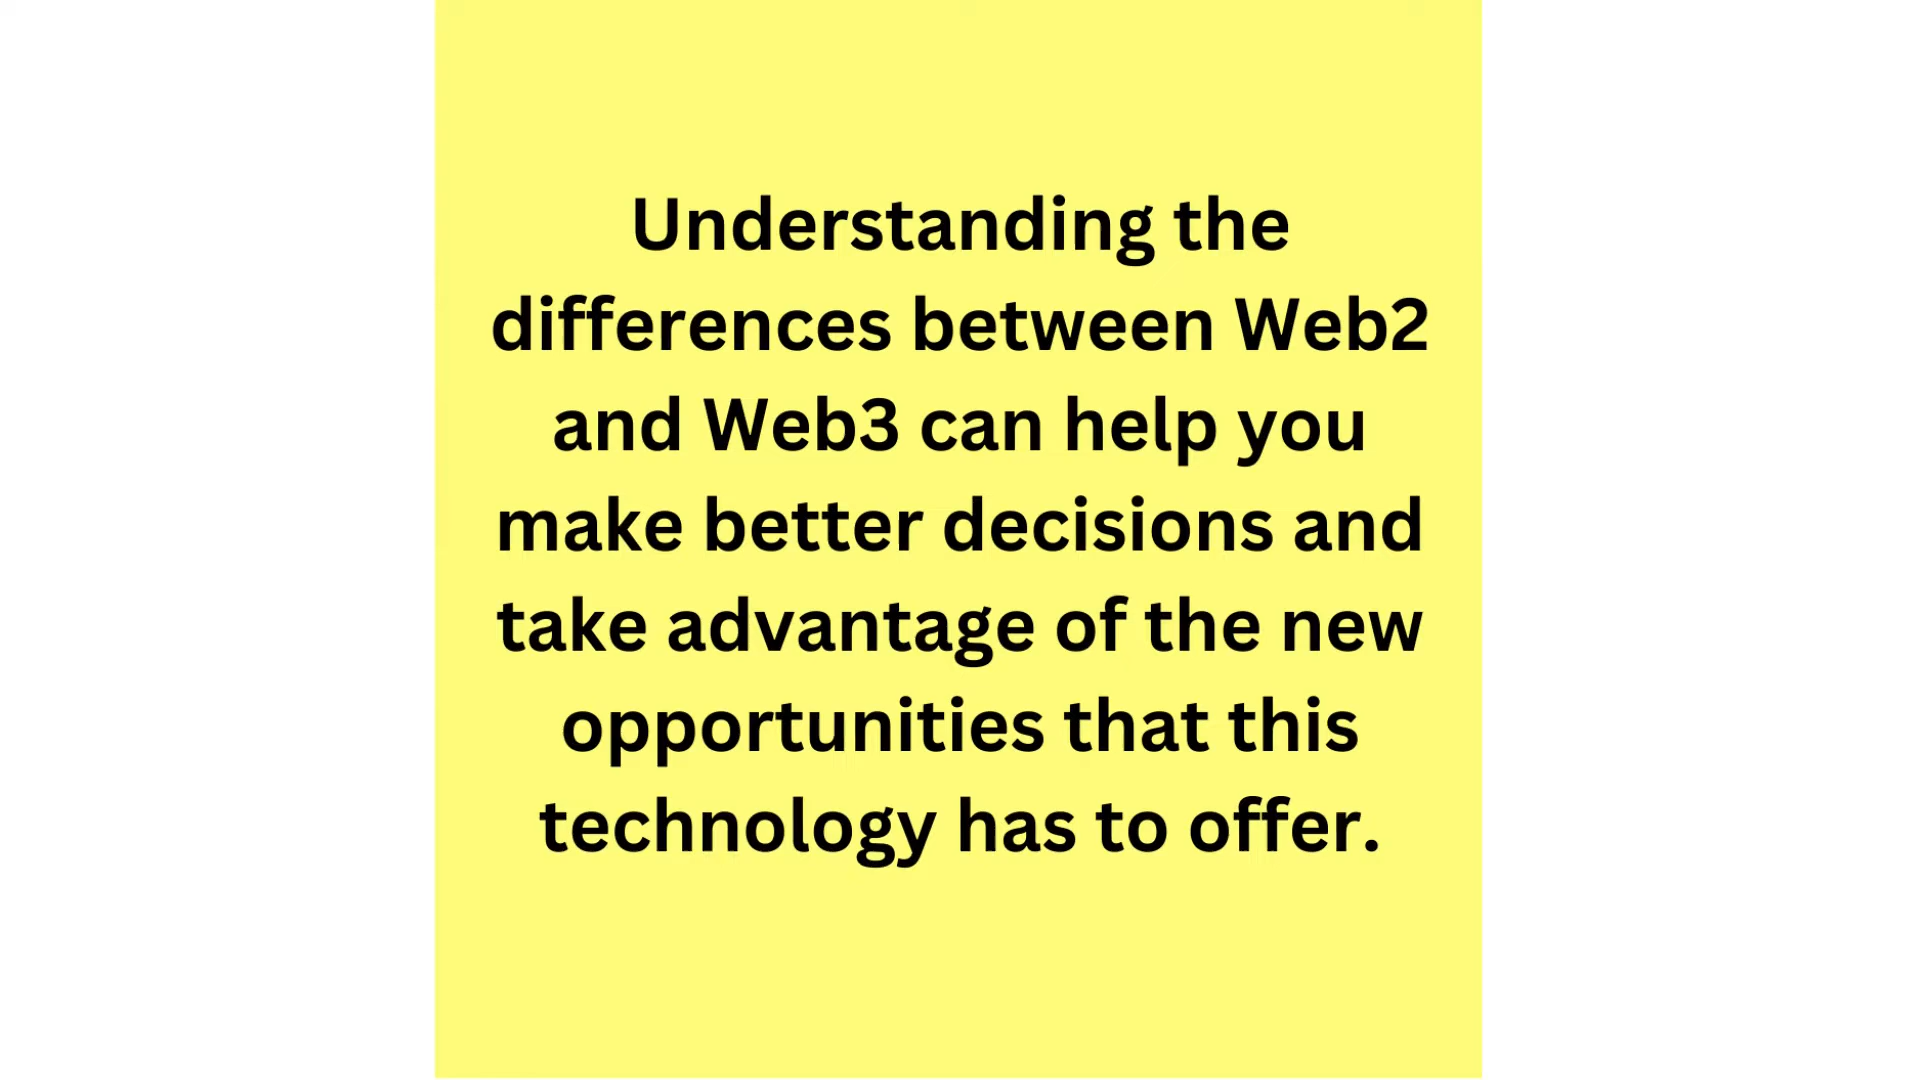 Understanding the
differences between Web2
and Web3 can help you
make better decisions and
take advantage of the new
opportunities that this
technology has to offer.